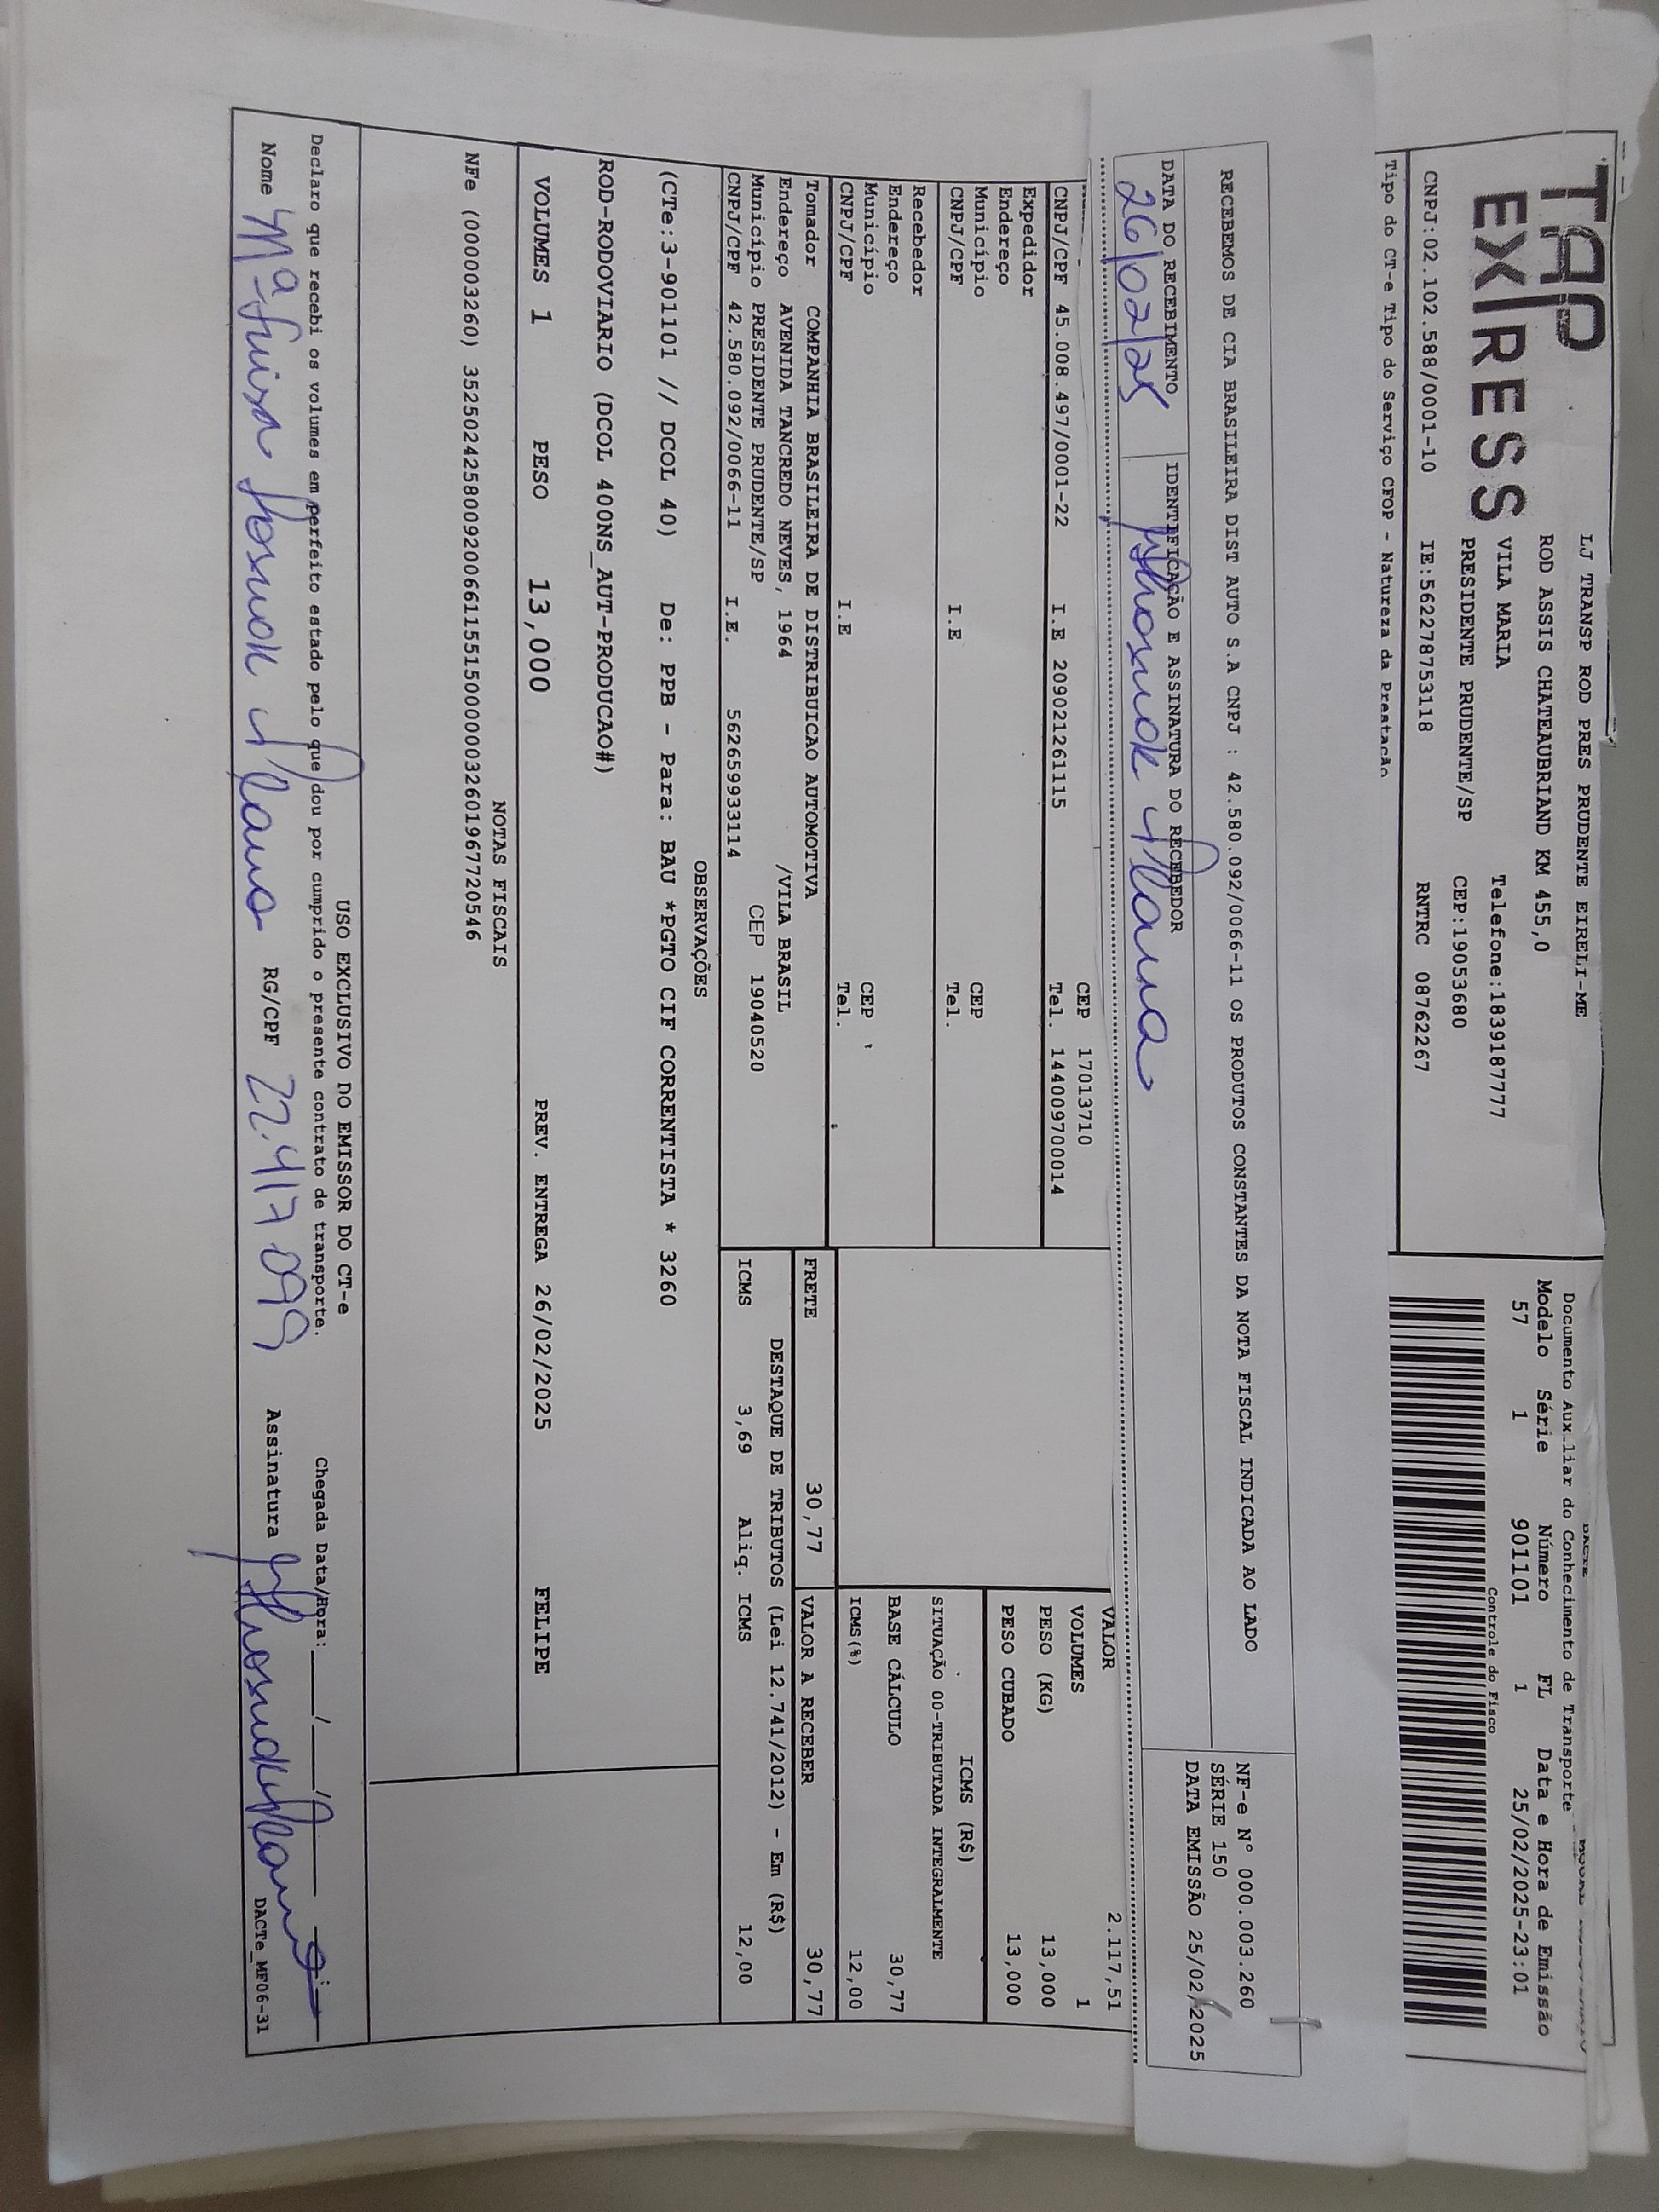 TAP
EX/RESS
LJ TRANSP ROD PRES PRUDENTE EIRELI-ME
ROD ASSIS CHATEAUBRIAND KM 455,0
VILA MARIA Telefone:1839187777
PRESIDENTE PRUDENTE/SP CEP:19053680
CNPJ:02.102.588/0001-10 IE:562278753118 RNTRC 08762267
Documento Aux.liar do Conhecimento de Transporte
Modelo Série Número FL Data e Hora de Emissão
57 1 901101 1 25/02/2025-23:01
Controle do Fisco
Tipo do CT-e Tipo do Serviço CFOP - Natureza da Prestação
RECEBEMOS DE CIA BRASILEIRA DIST AUTO S.A CNPJ : 42.580.092/0066-11 OS PRODUTOS CONSTANTES DA NOTA FISCAL INDICADA AO LADO
NF-e N° 000.003.260
SÉRIE 150
DATA EMISSÃO 25/02/2025
DATA DO RECEBIMENTO IDENTIFICAÇÃO E ASSINATURA DO RECEBEDOR
26/02/25
CEP 17013710
CNPJ/CPF 45.008.497/0001-22 I.E 209021261115 Tel. 144009700014
Expedidor
Endereço
Município CEP
CNPJ/CPF I.E Tel.
Recebedor
Endereço
Município CEP
CNPJ/CPF I.E Tel.
VALOR 2.117,51
VOLUMES 1
PESO (KG) 13,000
PESO CUBADO 13,000
ICMS (R$)
SITUAÇÃO 00-TRIBUTADA INTEGRALMENTE
BASE CÁLCULO 30,77
ICMS(%) 12,00
Tomador COMPANHIA BRASILEIRA DE DISTRIBUICAO AUTOMOTIVA
Endereço AVENIDA TANCREDO NEVES, 1964 /VILA BRASIL
Município PRESIDENTE PRUDENTE/SP CEP 19040520
CNPJ/CPF 42.580.092/0066-11 I.E. 562659933114
FRETE 30,77 VALOR A RECEBER 30,77
DESTAQUE DE TRIBUTOS (Lei 12.741/2012) - Em (R$)
ICMS 3,69 Aliq. ICMS 12,00
OBSERVAÇÕES
(CTe:3-901101 // DCOL 40) De: PPB - Para: BAU *PGTO CIF CORRENTISTA * 3260
ROD-RODOVIARIO (DCOL 400NS_AUT-PRODUCAO#)
VOLUMES 1 PESO 13,000 PREV. ENTREGA 26/02/2025 FELIPE
NOTAS FISCAIS
NFe (000003260) 35250242580092006611551500000032601967720546
USO EXCLUSIVO DO EMISSOR DO CT-e
Declaro que recebi os volumes em perfeito estado pelo que dou por cumprido o presente contrato de transporte. Chegada Data/Hora: / /
Nome Mª Luiza RG/CPF 22.417.099 Assinatura
DACTe_MF06-31